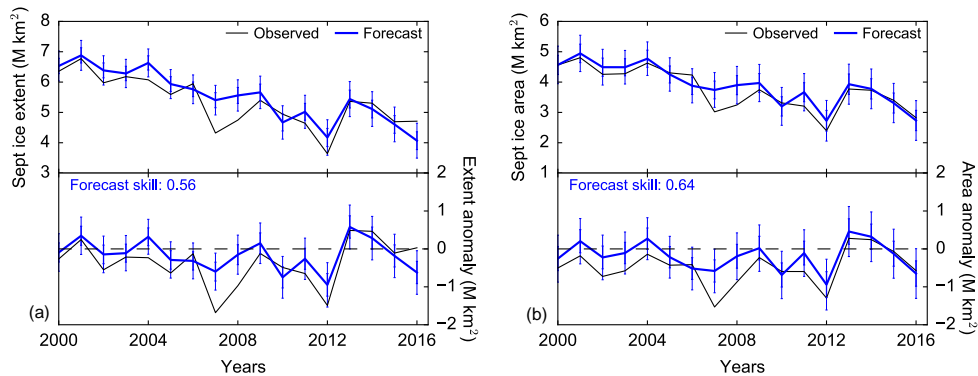 Sept ice extent (M km²)
8
7
6
5
4
3
Observed
Forecast
Forecast skill: 0.56
2
1
0
−1
−2
Extent anomaly (M km²)
(a)
2000
2004
2008
2012
2016
Years
Sept ice area (M km²)
6
5
4
3
2
1
Observed
Forecast
Forecast skill: 0.64
2
1
0
−1
−2
Area anomaly (M km²)
(b)
2000
2004
2008
2012
2016
Years